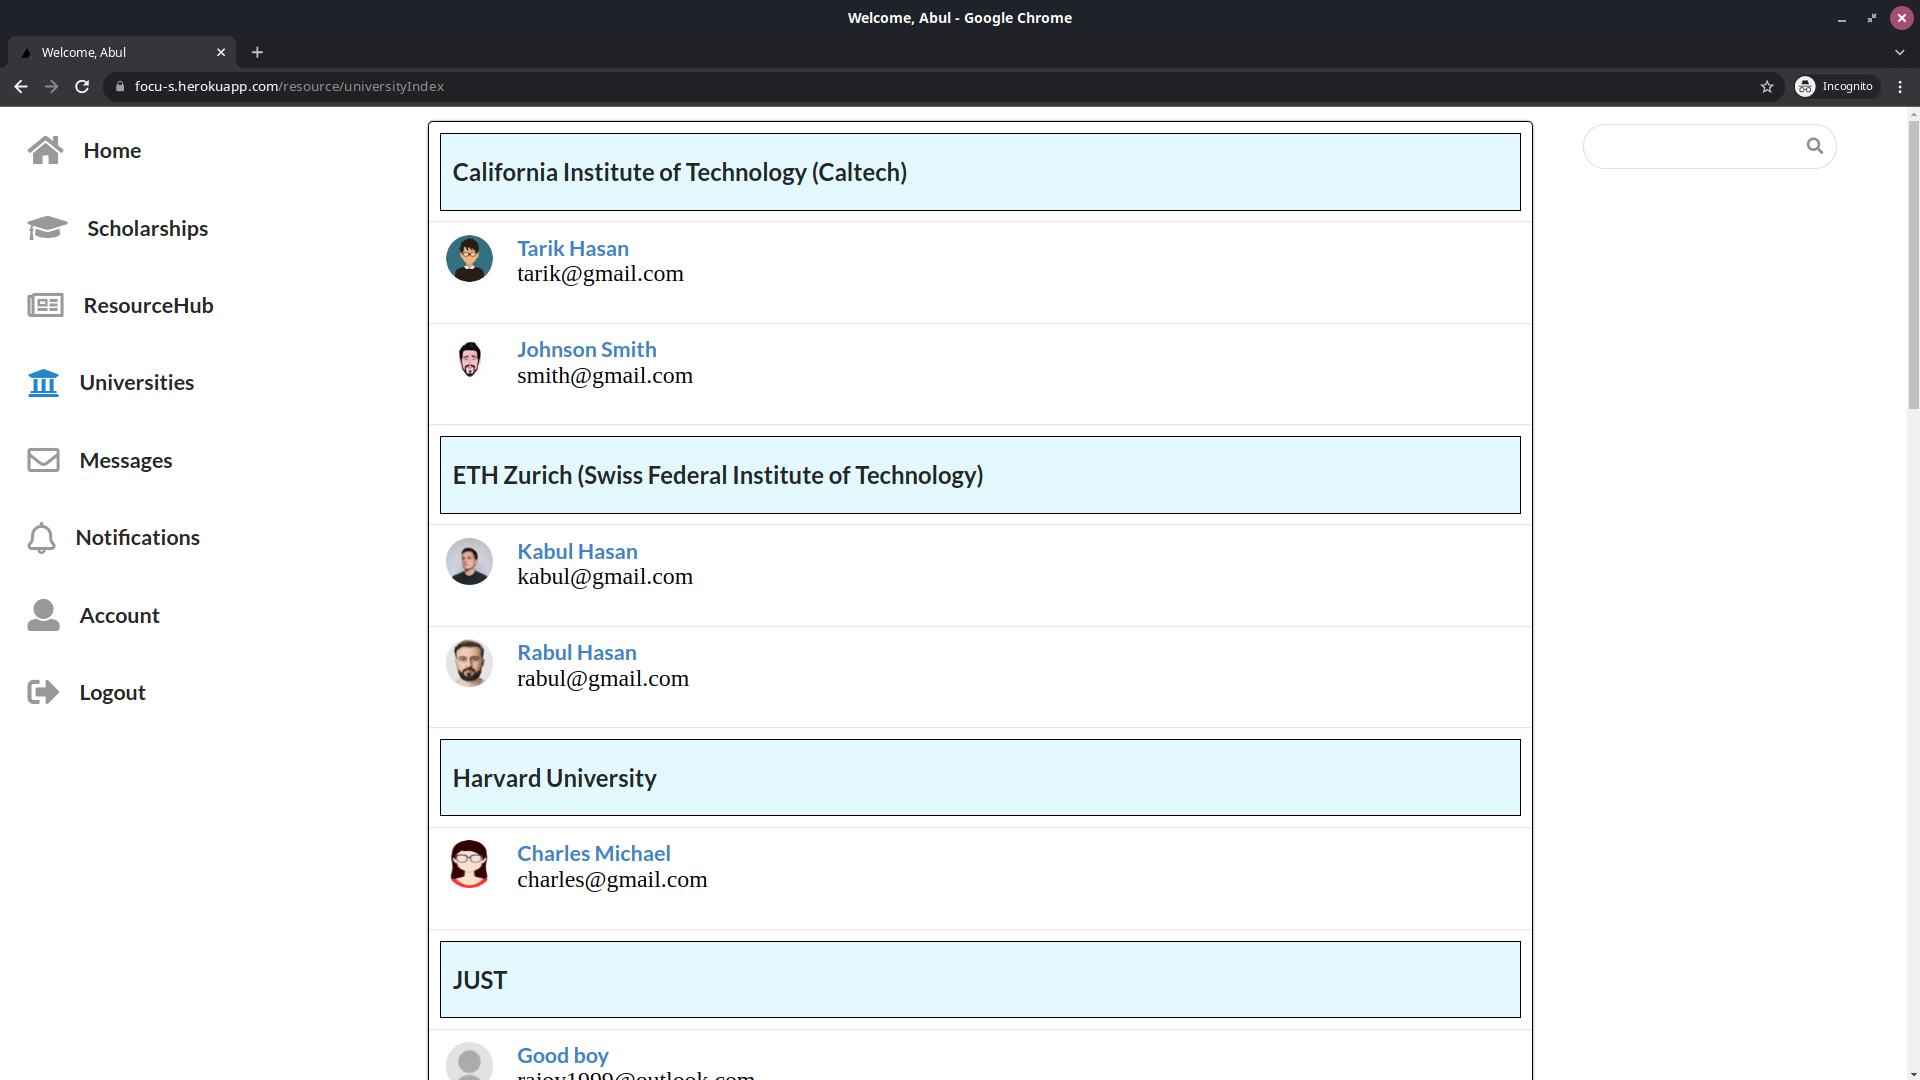 Welcome, Abul - Google Chrome
Welcome, Abul
focu-s.herokuapp.com/resource/universityIndex
Incognito
Home
Scholarships
ResourceHub
Universities
Messages
Notifications
Account
Logout
California Institute of Technology (Caltech)
Tarik Hasan
tarik@gmail.com
Johnson Smith
smith@gmail.com
ETH Zurich (Swiss Federal Institute of Technology)
Kabul Hasan
kabul@gmail.com
Rabul Hasan
rabul@gmail.com
Harvard University
Charles Michael
charles@gmail.com
JUST
Good boy